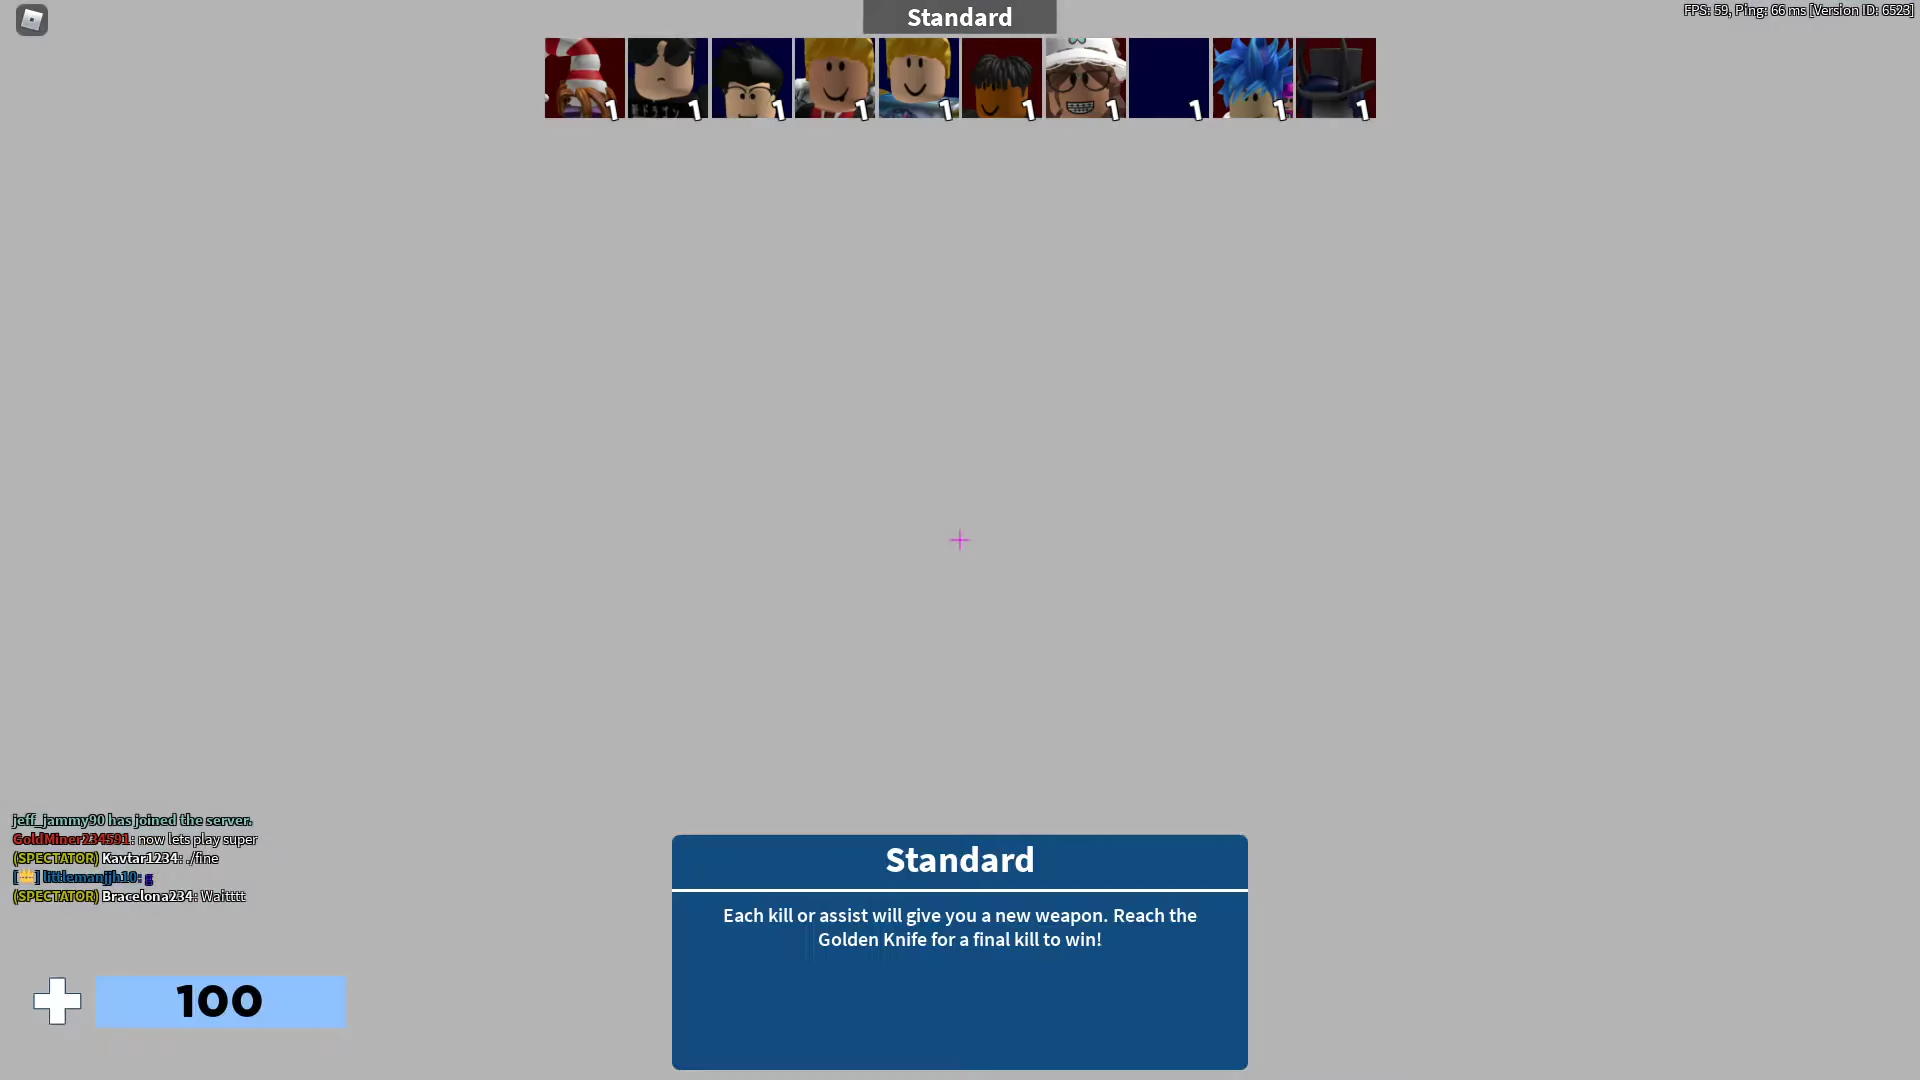 Standard
FPS: 59, Ping: 66 ms [Version ID: 6523]
1 1 1 1 1 1 1 1 1 1
jeff_jammy90 has joined the server.
GoldMiner234591: now lets play super
(SPECTATOR) Kavtar1234: ./fine
[👑] littlemanjjh10: g
(SPECTATOR) Bracelona234: Waitttt
100
Standard
Each kill or assist will give you a new weapon. Reach the
Golden Knife for a final kill to win!